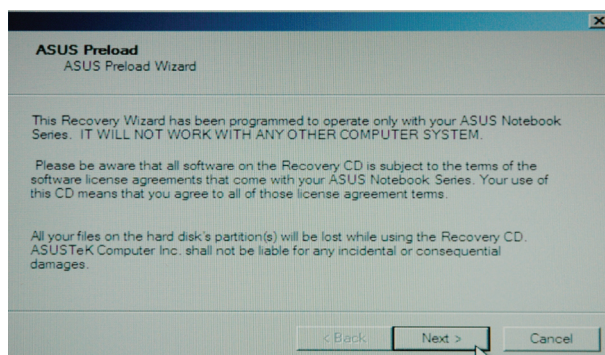 ASUS Preload
ASUS Preload Wizard
This Recovery Wizard has been programmed to operate only with your ASUS Notebook
Series. IT WILL NOT WORK WITH ANY OTHER COMPUTER SYSTEM.
Please be aware that all software on the Recovery CD is subject to the terms of the
software license agreements that come with your ASUS Notebook Series. Your use of
this CD means that you agree to all of those license agreement terms.
All your files on the hard disk's partition(s) will be lost while using the Recovery CD.
ASUSTeK Computer Inc. shall not be liable for any incidental or consequential
damages.
< Back Next > Cancel